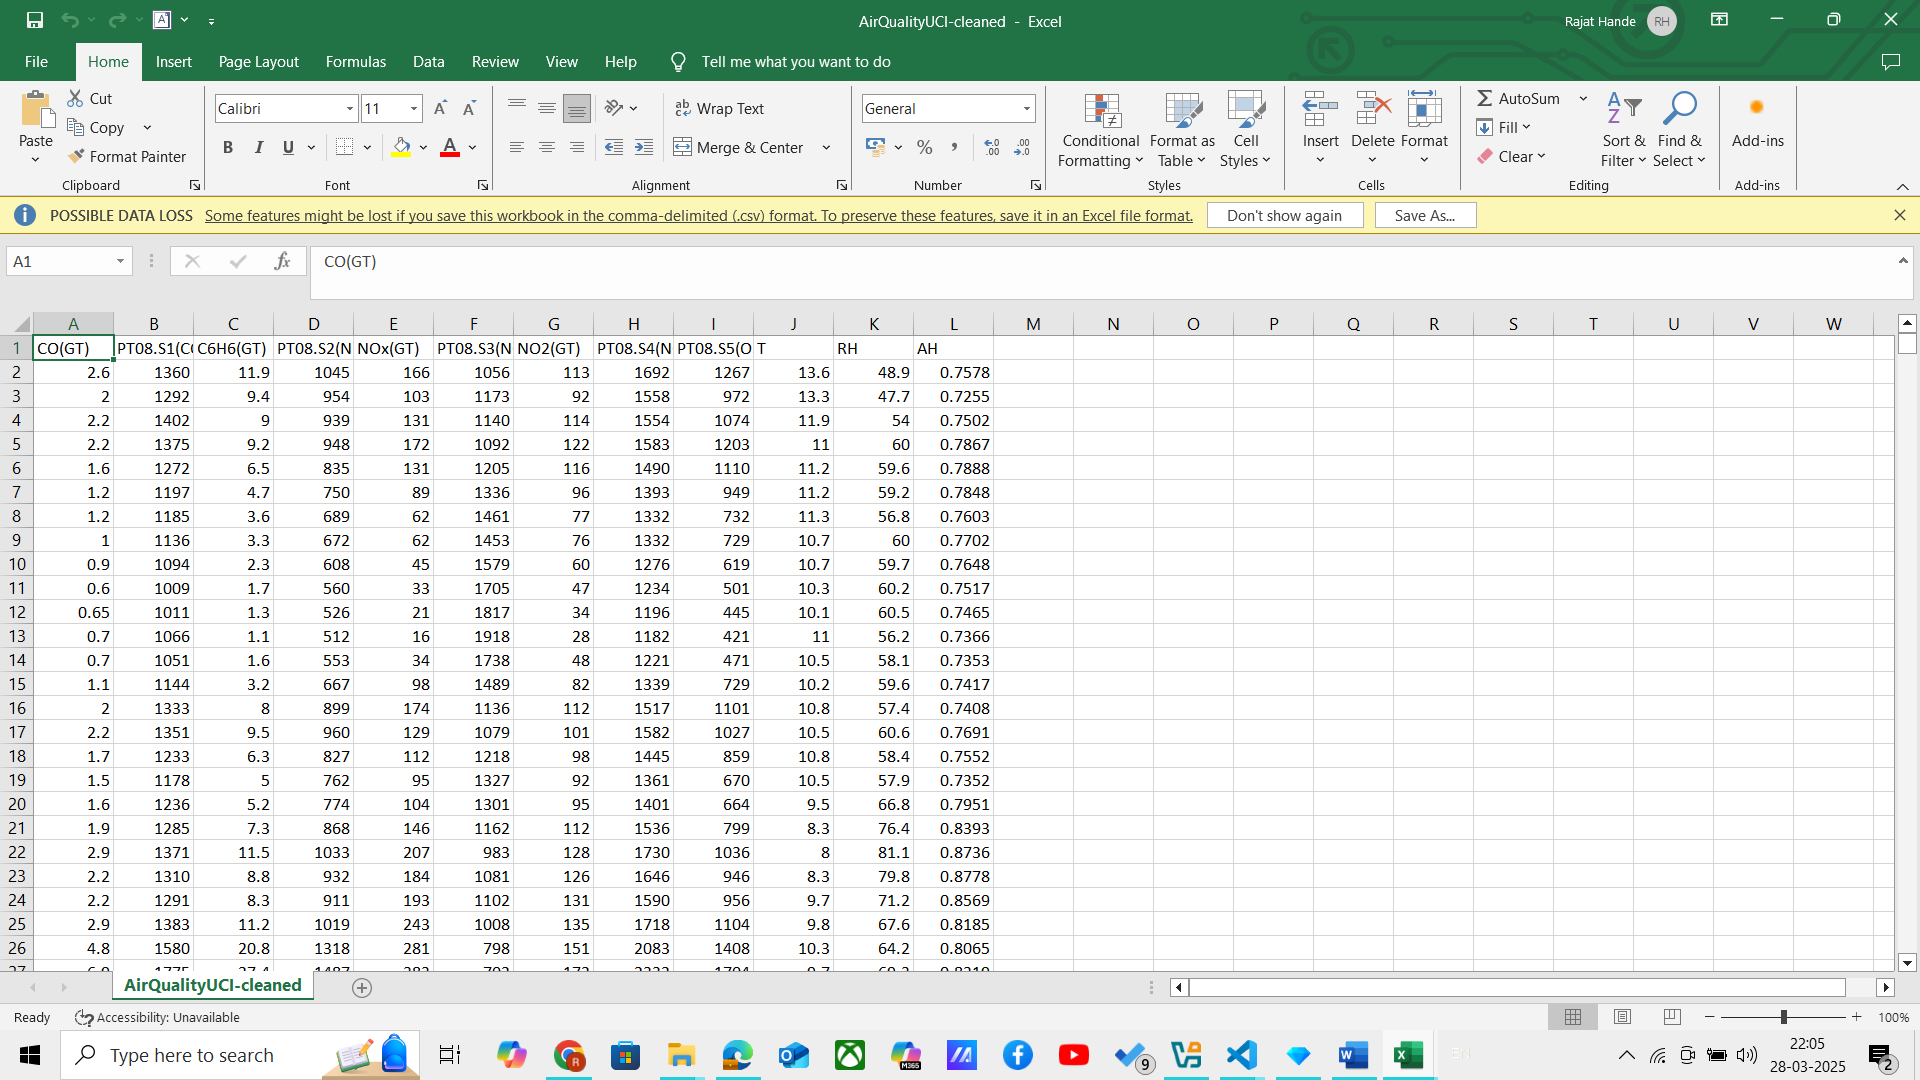 AirQualityUCI-cleaned - Excel
Rajat Hande RH
File Home Insert Page Layout Formulas Data Review View Help Tell me what you want to do
Paste
Cut
Copy
Format Painter
Clipboard
Calibri 11
B I U
Font
Wrap Text
Merge & Center
Alignment
General
Number
Conditional Formatting
Format as Table
Cell Styles
Styles
Insert Delete Format
Cells
AutoSum
Fill
Clear
Sort & Filter
Find & Select
Editing
Add-ins
Add-ins
POSSIBLE DATA LOSS Some features might be lost if you save this workbook in the comma-delimited (.csv) format. To preserve these features, save it in an Excel file format. Don't show again Save As...
A1 fx CO(GT)
A B C D E F G H I J K L M N O P Q R S T U V W
1 CO(GT) PT08.S1(C C6H6(GT) PT08.S2(N NOx(GT) PT08.S3(N NO2(GT) PT08.S4(N PT08.S5(O T RH AH
2 2.6 1360 11.9 1045 166 1056 113 1692 1267 13.6 48.9 0.7578
3 2 1292 9.4 954 103 1173 92 1558 972 13.3 47.7 0.7255
4 2.2 1402 9 939 131 1140 114 1554 1074 11.9 54 0.7502
5 2.2 1375 9.2 948 172 1092 122 1583 1203 11 60 0.7867
6 1.6 1272 6.5 835 131 1205 116 1490 1110 11.2 59.6 0.7888
7 1.2 1197 4.7 750 89 1336 96 1393 949 11.2 59.2 0.7848
8 1.2 1185 3.6 689 62 1461 77 1332 732 11.3 56.8 0.7603
9 1 1136 3.3 672 62 1453 76 1332 729 10.7 60 0.7702
10 0.9 1094 2.3 608 45 1579 60 1276 619 10.7 59.7 0.7648
11 0.6 1009 1.7 560 33 1705 47 1234 501 10.3 60.2 0.7517
12 0.65 1011 1.3 526 21 1817 34 1196 445 10.1 60.5 0.7465
13 0.7 1066 1.1 512 16 1918 28 1182 421 11 56.2 0.7366
14 0.7 1051 1.6 553 34 1738 48 1221 471 10.5 58.1 0.7353
15 1.1 1144 3.2 667 98 1489 82 1339 729 10.2 59.6 0.7417
16 2 1333 8 899 174 1136 112 1517 1101 10.8 57.4 0.7408
17 2.2 1351 9.5 960 129 1079 101 1582 1027 10.5 60.6 0.7691
18 1.7 1233 6.3 827 112 1218 98 1445 859 10.8 58.4 0.7552
19 1.5 1178 5 762 95 1327 92 1361 670 10.5 57.9 0.7352
20 1.6 1236 5.2 774 104 1301 95 1401 664 9.5 66.8 0.7951
21 1.9 1285 7.3 868 146 1162 112 1536 799 8.3 76.4 0.8393
22 2.9 1371 11.5 1033 207 983 128 1730 1036 8 81.1 0.8736
23 2.2 1310 8.8 932 184 1081 126 1646 946 8.3 79.8 0.8778
24 2.2 1291 8.3 911 193 1102 131 1590 956 9.7 71.2 0.8569
25 2.9 1383 11.2 1019 243 1008 135 1718 1104 9.8 67.6 0.8185
26 4.8 1580 20.8 1318 281 798 151 2083 1408 10.3 64.2 0.8065
AirQualityUCI-cleaned
Ready Accessibility: Unavailable 100%
Type here to search
9
22:05
28-03-2025
2